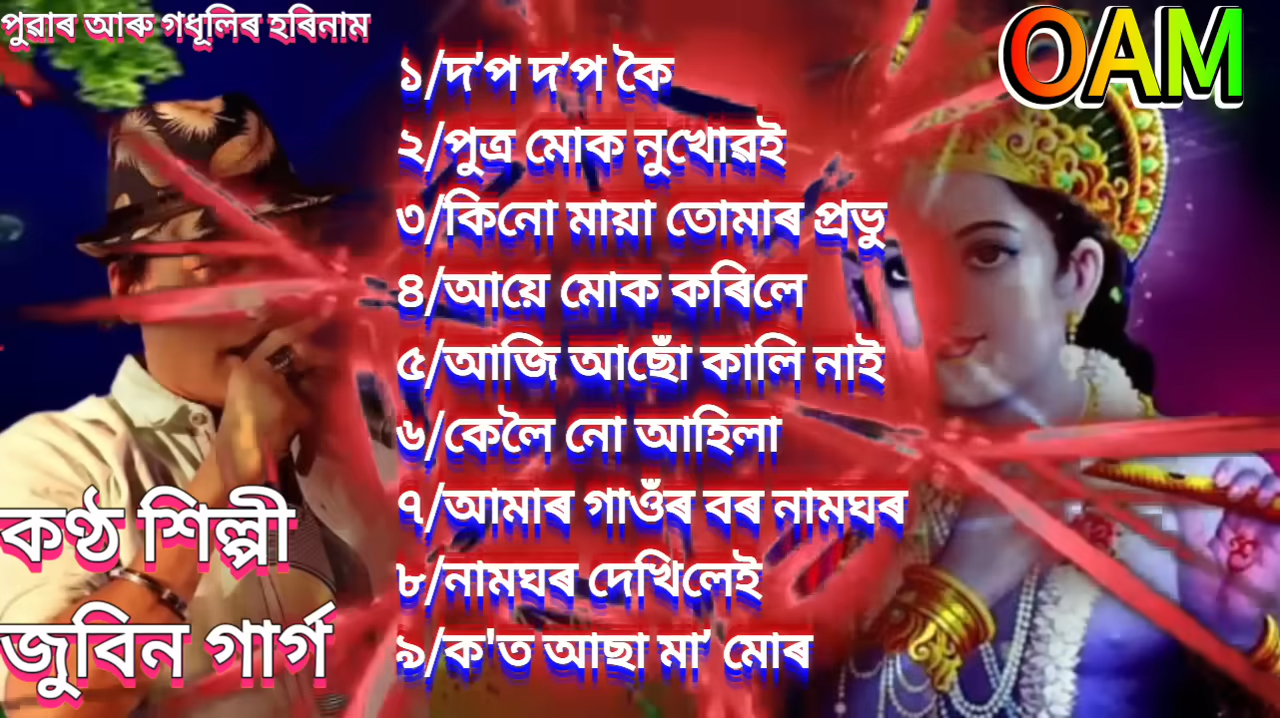 পুৱাৰ আৰু গধূলিৰ হৰিনাম
OAM
১/দ'প দ'প কৈ
২/পুত্ৰ মোক নুখোৱই
৩/কিনো মায়া তোমাৰ প্ৰভু
৪/আয়ে মোক কৰিলে
৫/আজি আছোঁ কালি নাই
৬/কেলৈ নো আহিলা
৭/আমাৰ গাওঁৰ বৰ নামঘৰ
৮/নামঘৰ দেখিলেই
৯/ক'ত আছা মা' মোৰ
কণ্ঠ শিল্পী
জুবিন গাৰ্গ